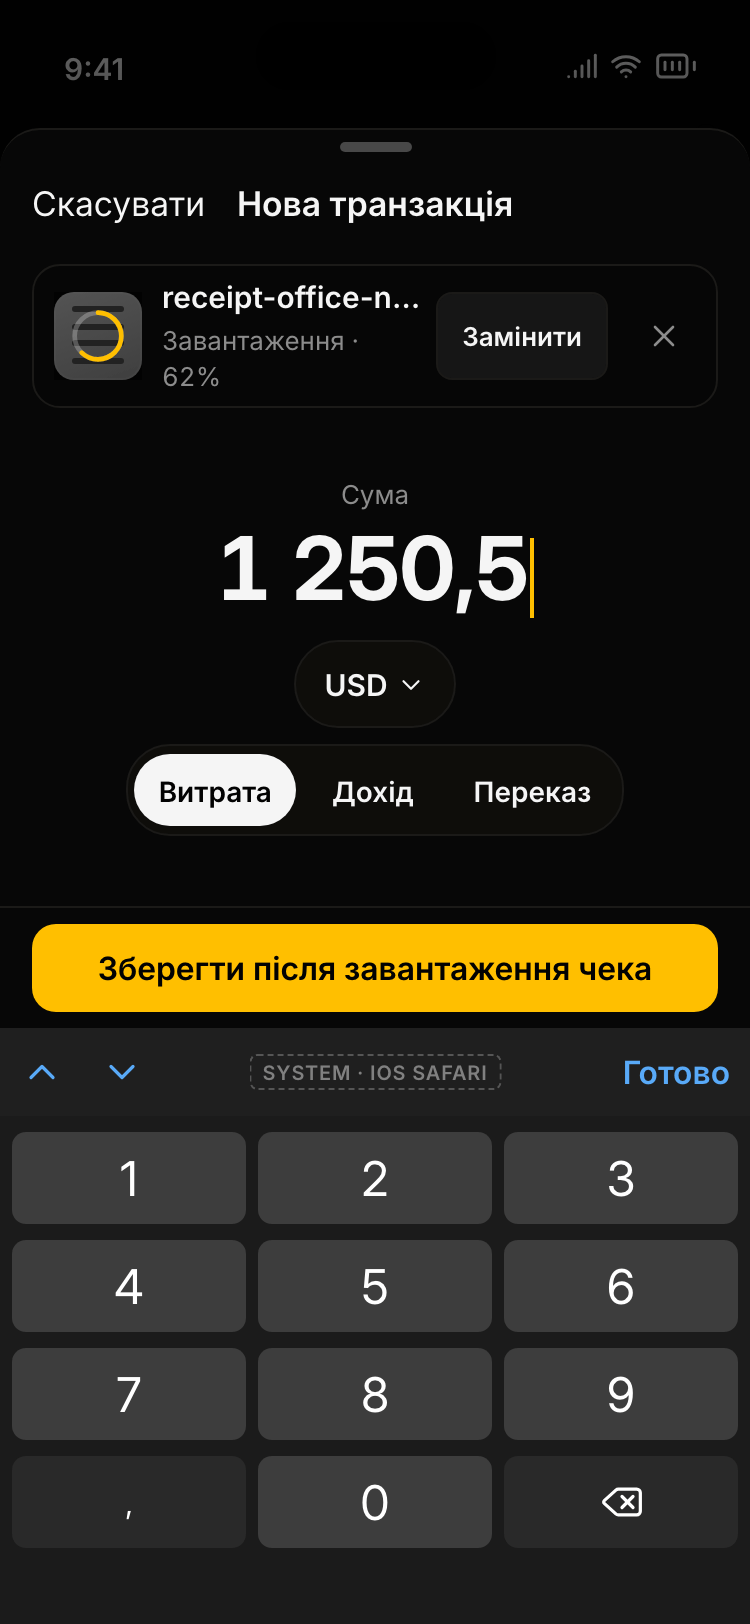 9:41
Скасувати Нова транзакція
receipt-office-n...
Завантаження ·
62%
Замінити
Сума
1 250,5
USD
Витрата Дохід Переказ
Зберегти після завантаження чека
SYSTEM · IOS SAFARI Готово
1 2 3
4 5 6
7 8 9
, 0